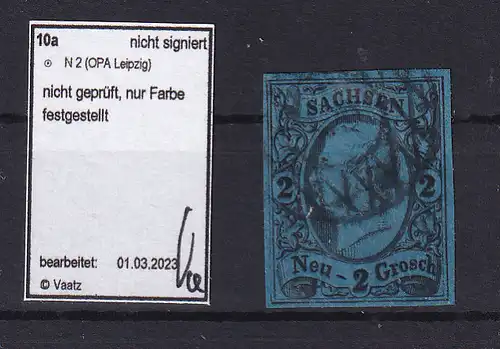 10a nicht signiert
⊙ N 2 (OPA Leipzig)
nicht geprüft, nur Farbe
festgestellt
bearbeitet: 01.03.2023
© Vaatz
SACHSEN
2 2
Neu - 2 Grosch